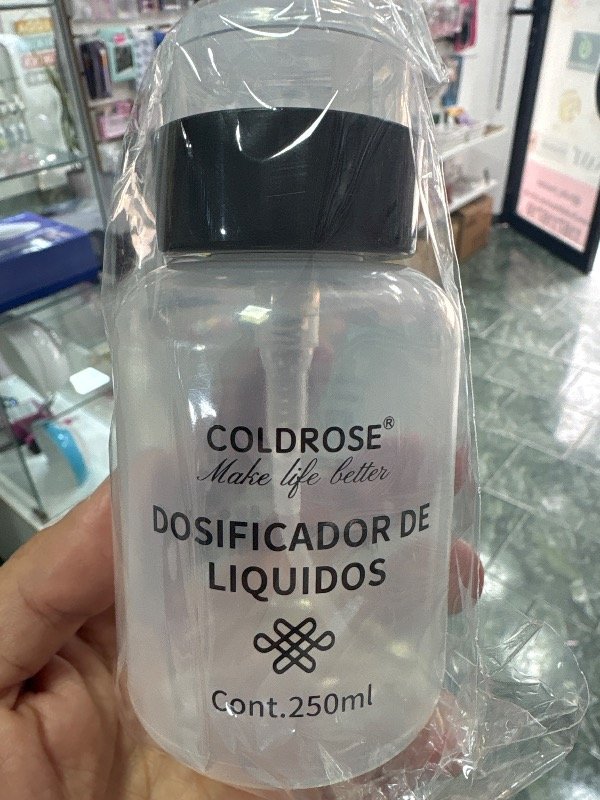 COLDROSE®
Make life better
DOSIFICADOR DE
LIQUIDOS
Cont.250ml